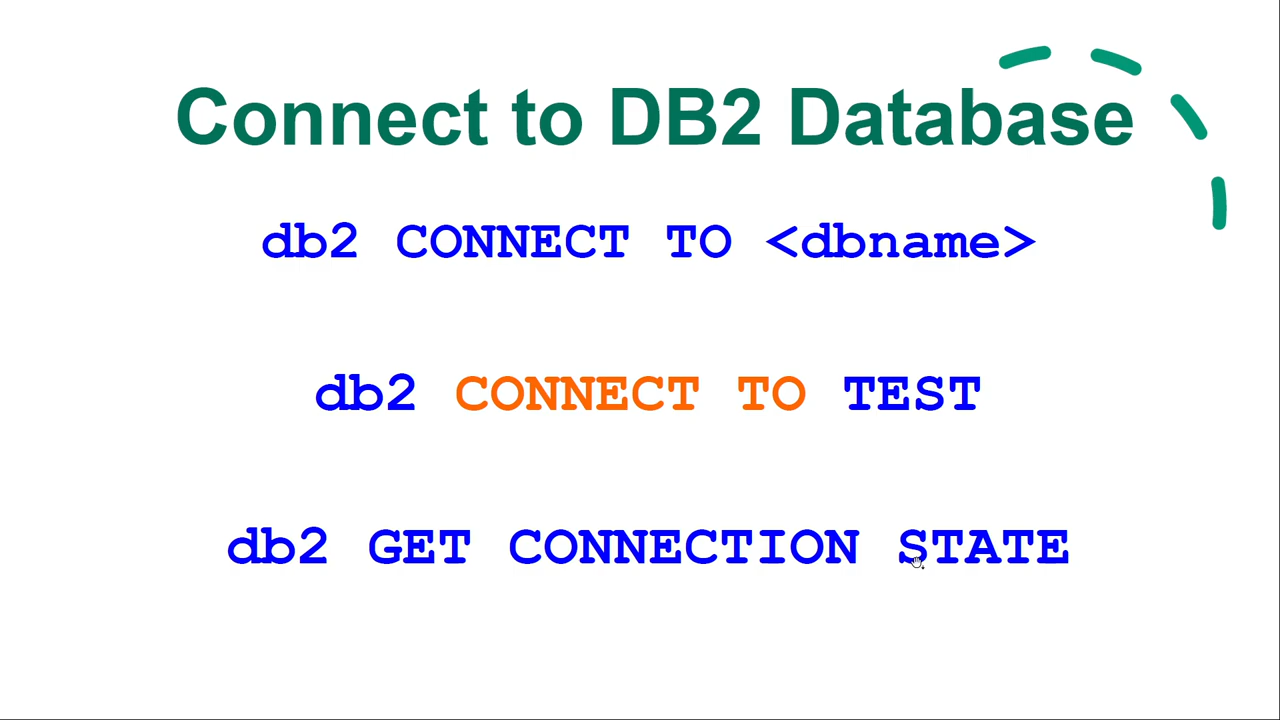 Connect to DB2 Database
db2 CONNECT TO <dbname>
db2 CONNECT TO TEST
db2 GET CONNECTION STATE